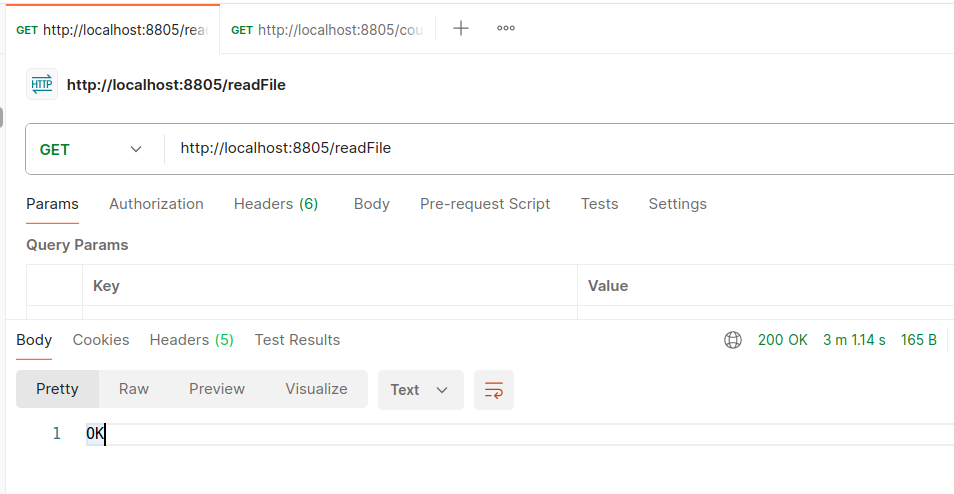 GET http://localhost:8805/rea GET http://localhost:8805/cou
HTTP http://localhost:8805/readFile
GET http://localhost:8805/readFile
Params Authorization Headers (6) Body Pre-request Script Tests Settings
Query Params
Key Value
Body Cookies Headers (5) Test Results 200 OK 3 m 1.14 s 165 B
Pretty Raw Preview Visualize Text
1 OK